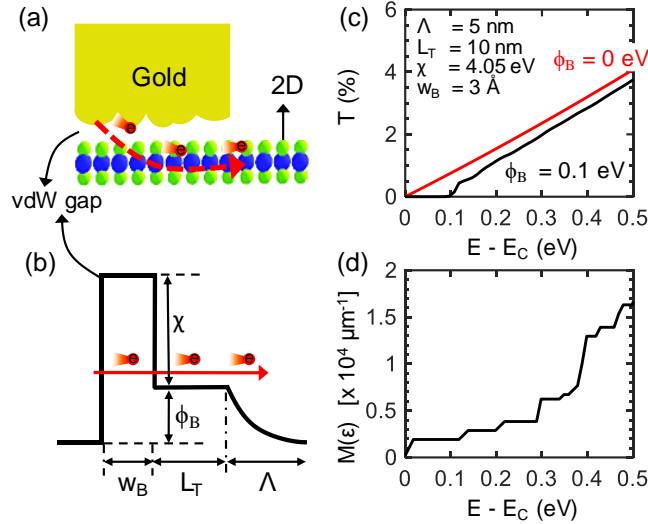 (a)
Gold
e
2D
e
e
vdW gap
(b)
χ
e
e
e
ϕB
wB
LT
Λ
(c)
Λ = 5 nm
LT = 10 nm
χ = 4.05 eV
wB = 3 Å
ϕB = 0 eV
ϕB = 0.1 eV
T (%)
6
4
2
0
0 0.1 0.2 0.3 0.4 0.5
E - EC (eV)
(d)
M(ε) [x 10⁴ μm⁻¹]
2
1.5
1
0.5
0
0 0.1 0.2 0.3 0.4 0.5
E - EC (eV)